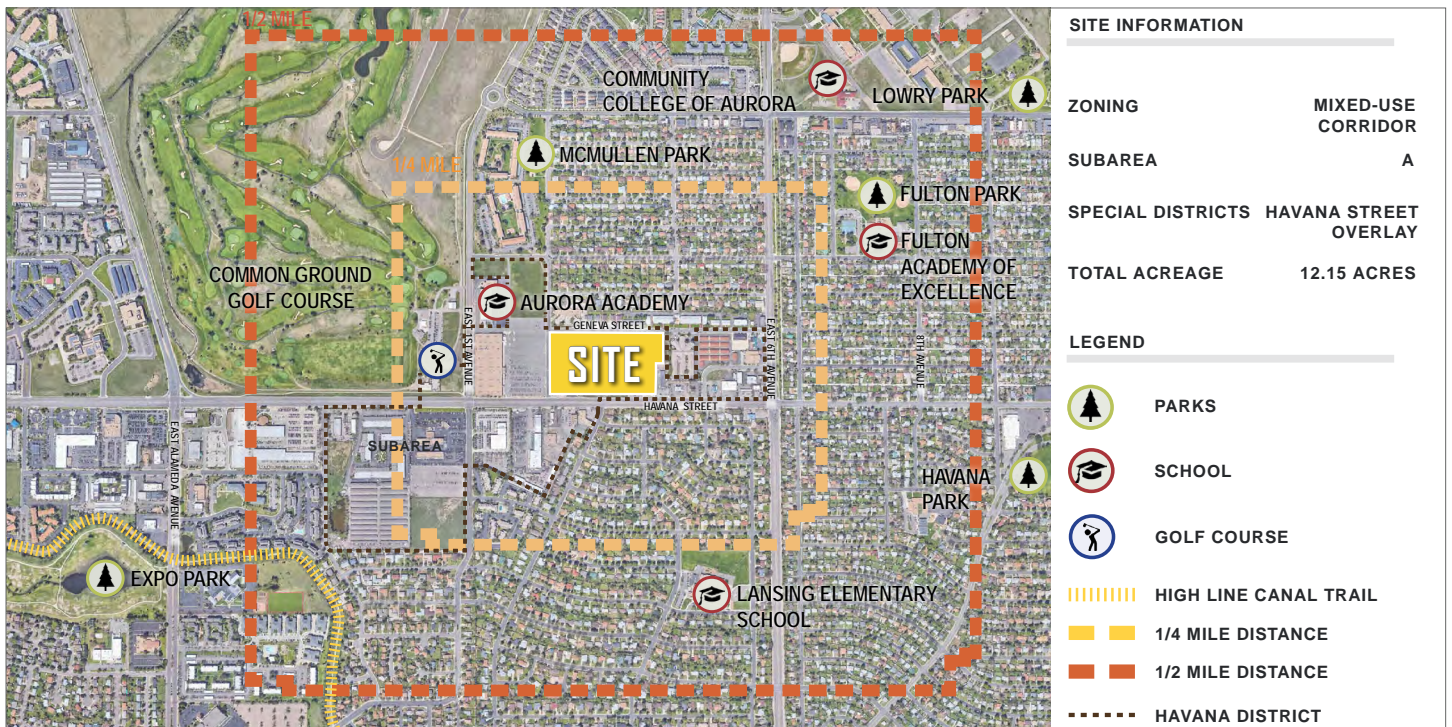 1/2 MILE
COMMUNITY
COLLEGE OF AURORA
LOWRY PARK
MCMULLEN PARK
1/4 MILE
FULTON PARK
FULTON
ACADEMY OF
EXCELLENCE
COMMON GROUND
GOLF COURSE
AURORA ACADEMY
EAST 1ST AVENUE
GENEVA STREET
SITE
EAST 6TH AVENUE
8TH AVENUE
HAVANA STREET
SUBAREA
EAST ALAMEDA AVENUE
HAVANA
PARK
EXPO PARK
LANSING ELEMENTARY
SCHOOL
SITE INFORMATION
ZONING MIXED-USE
CORRIDOR
SUBAREA A
SPECIAL DISTRICTS HAVANA STREET
OVERLAY
TOTAL ACREAGE 12.15 ACRES
LEGEND
PARKS
SCHOOL
GOLF COURSE
HIGH LINE CANAL TRAIL
1/4 MILE DISTANCE
1/2 MILE DISTANCE
HAVANA DISTRICT